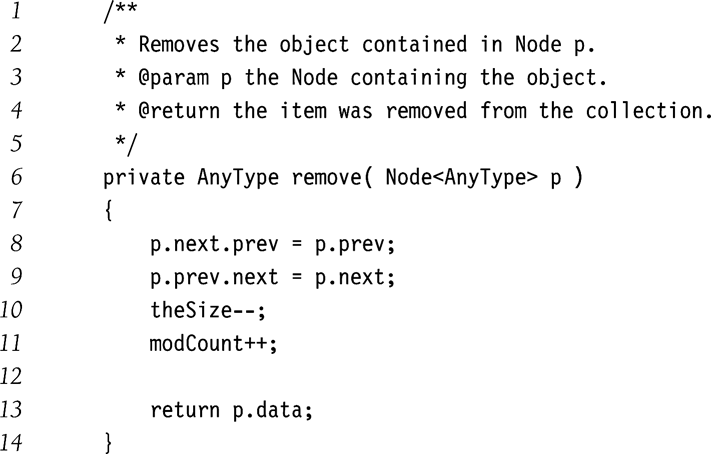 1 /**
2  * Removes the object contained in Node p.
3  * @param p the Node containing the object.
4  * @return the item was removed from the collection.
5  */
6 private AnyType remove( Node<AnyType> p )
7 {
8     p.next.prev = p.prev;
9     p.prev.next = p.next;
10     theSize--;
11     modCount++;
12
13     return p.data;
14 }